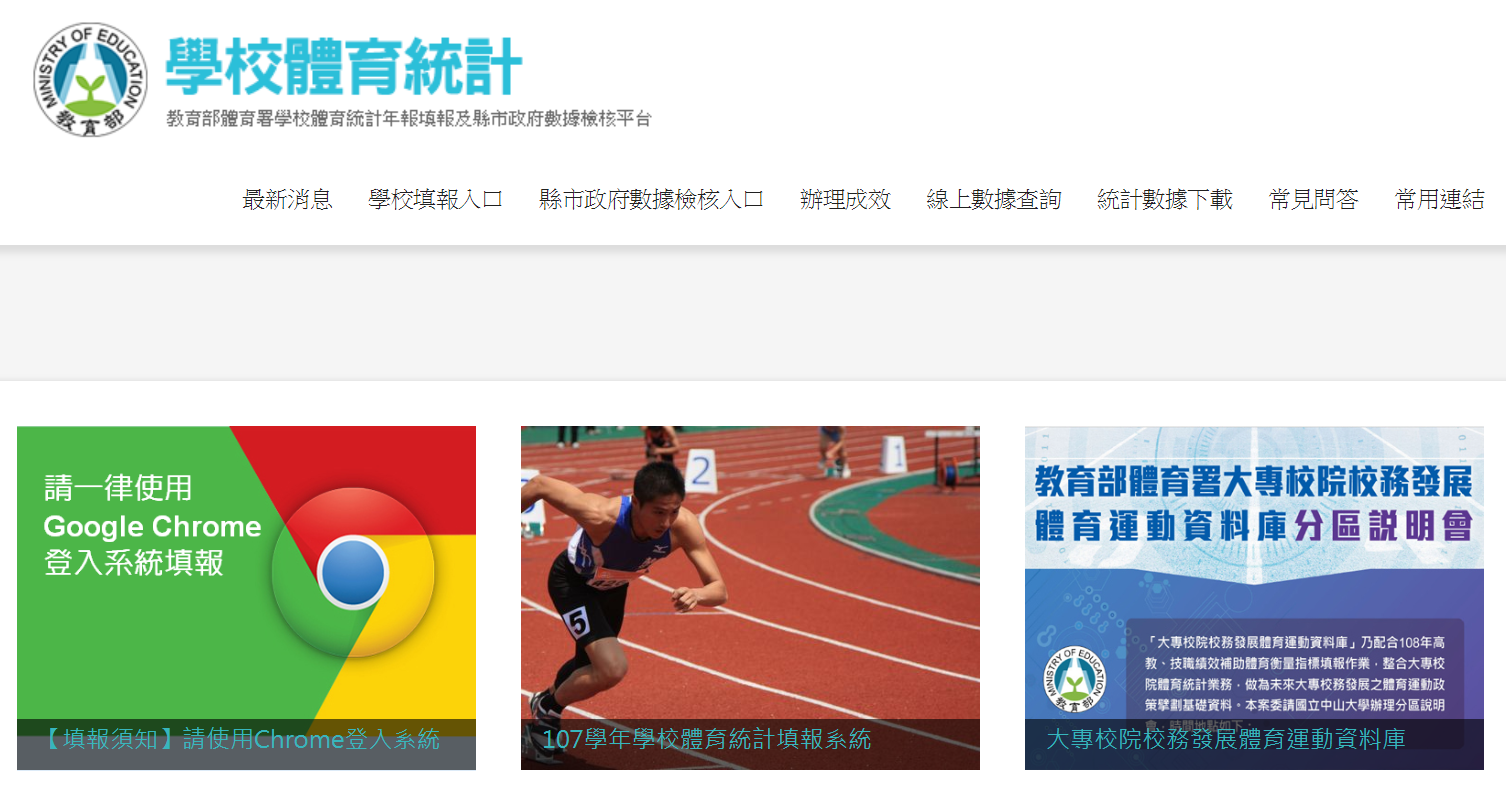 MINISTRY OF EDUCATION
教育部
學校體育統計
教育部體育署學校體育統計年報填報及縣市政府數據檢核平台
最新消息 學校填報入口 縣市政府數據檢核入口 辦理成效 線上數據查詢 統計數據下載 常見問答 常用連結
請一律使用
Google Chrome
登入系統填報
【填報須知】請使用Chrome登入系統
2
1
5
107學年學校體育統計填報系統
教育部體育署大專校院校務發展
體育運動資料庫分區説明會
「大專校院校務發展體育運動資料庫」乃配合108年高
教、技職績效補助體育衡量指標填報作業，整合大專校
院體育統計業務，做為未來大專校務發展之體育運動政
策擘劃基礎資料。本案委請國立中山大學辦理分區說明
會，時間地點如下：
MINISTRY OF EDUCATION
教育部
大專校院校務發展體育運動資料庫